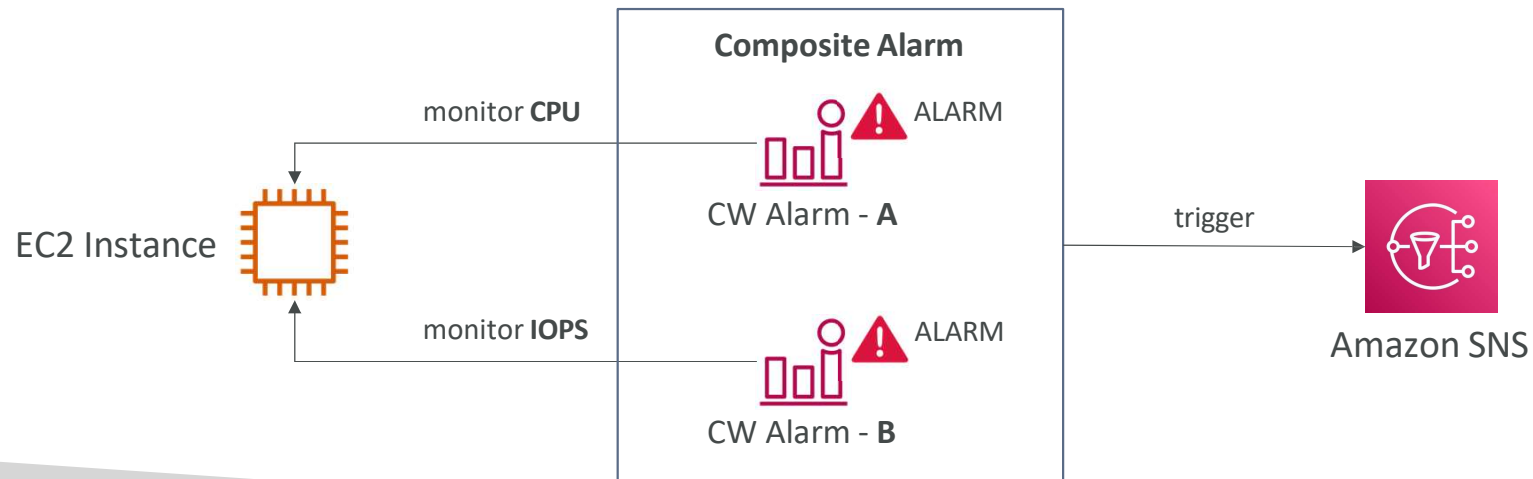 Composite Alarm
monitor CPU
ALARM
CW Alarm - A
EC2 Instance
trigger
monitor IOPS
ALARM
Amazon SNS
CW Alarm - B